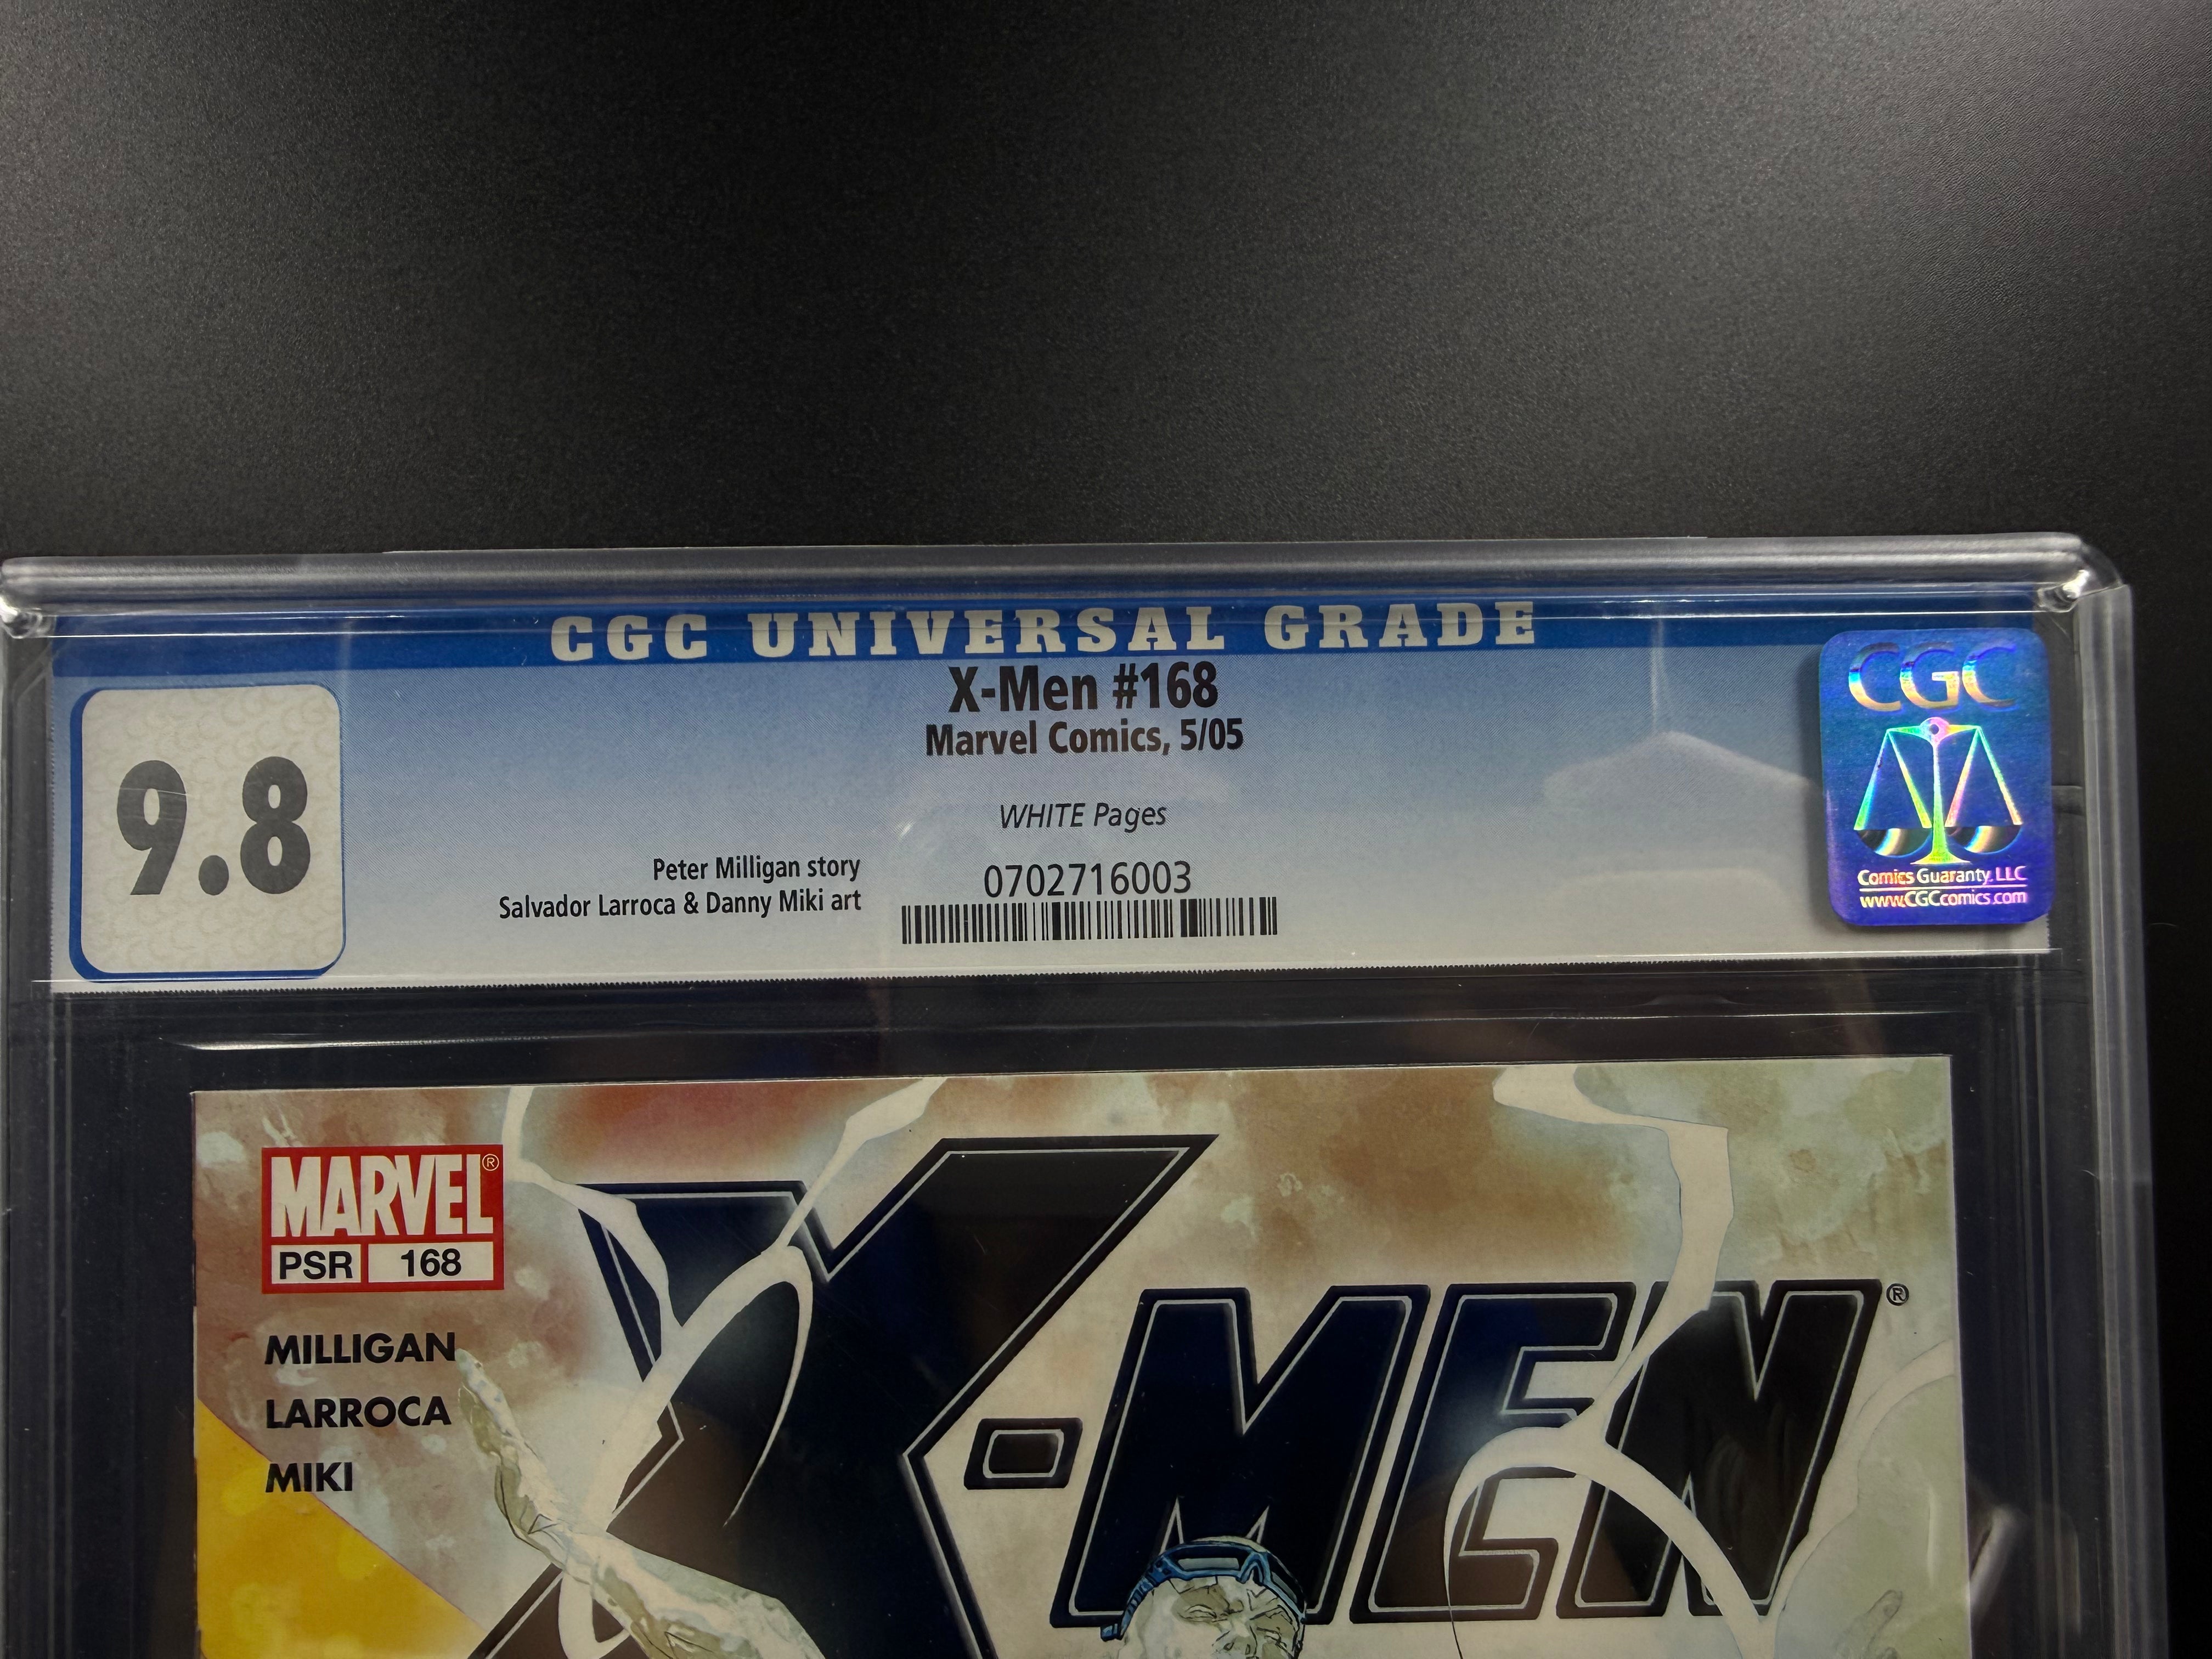 CGC UNIVERSAL GRADE
X-Men #168
Marvel Comics, 5/05
9.8
WHITE Pages
Peter Milligan story
Salvador Larroca & Danny Miki art
0702716003
CGC
Comics Guaranty, LLC
www.CGCcomics.com
MARVEL®
PSR 168
MILLIGAN
LARROCA
MIKI
X-MEN®